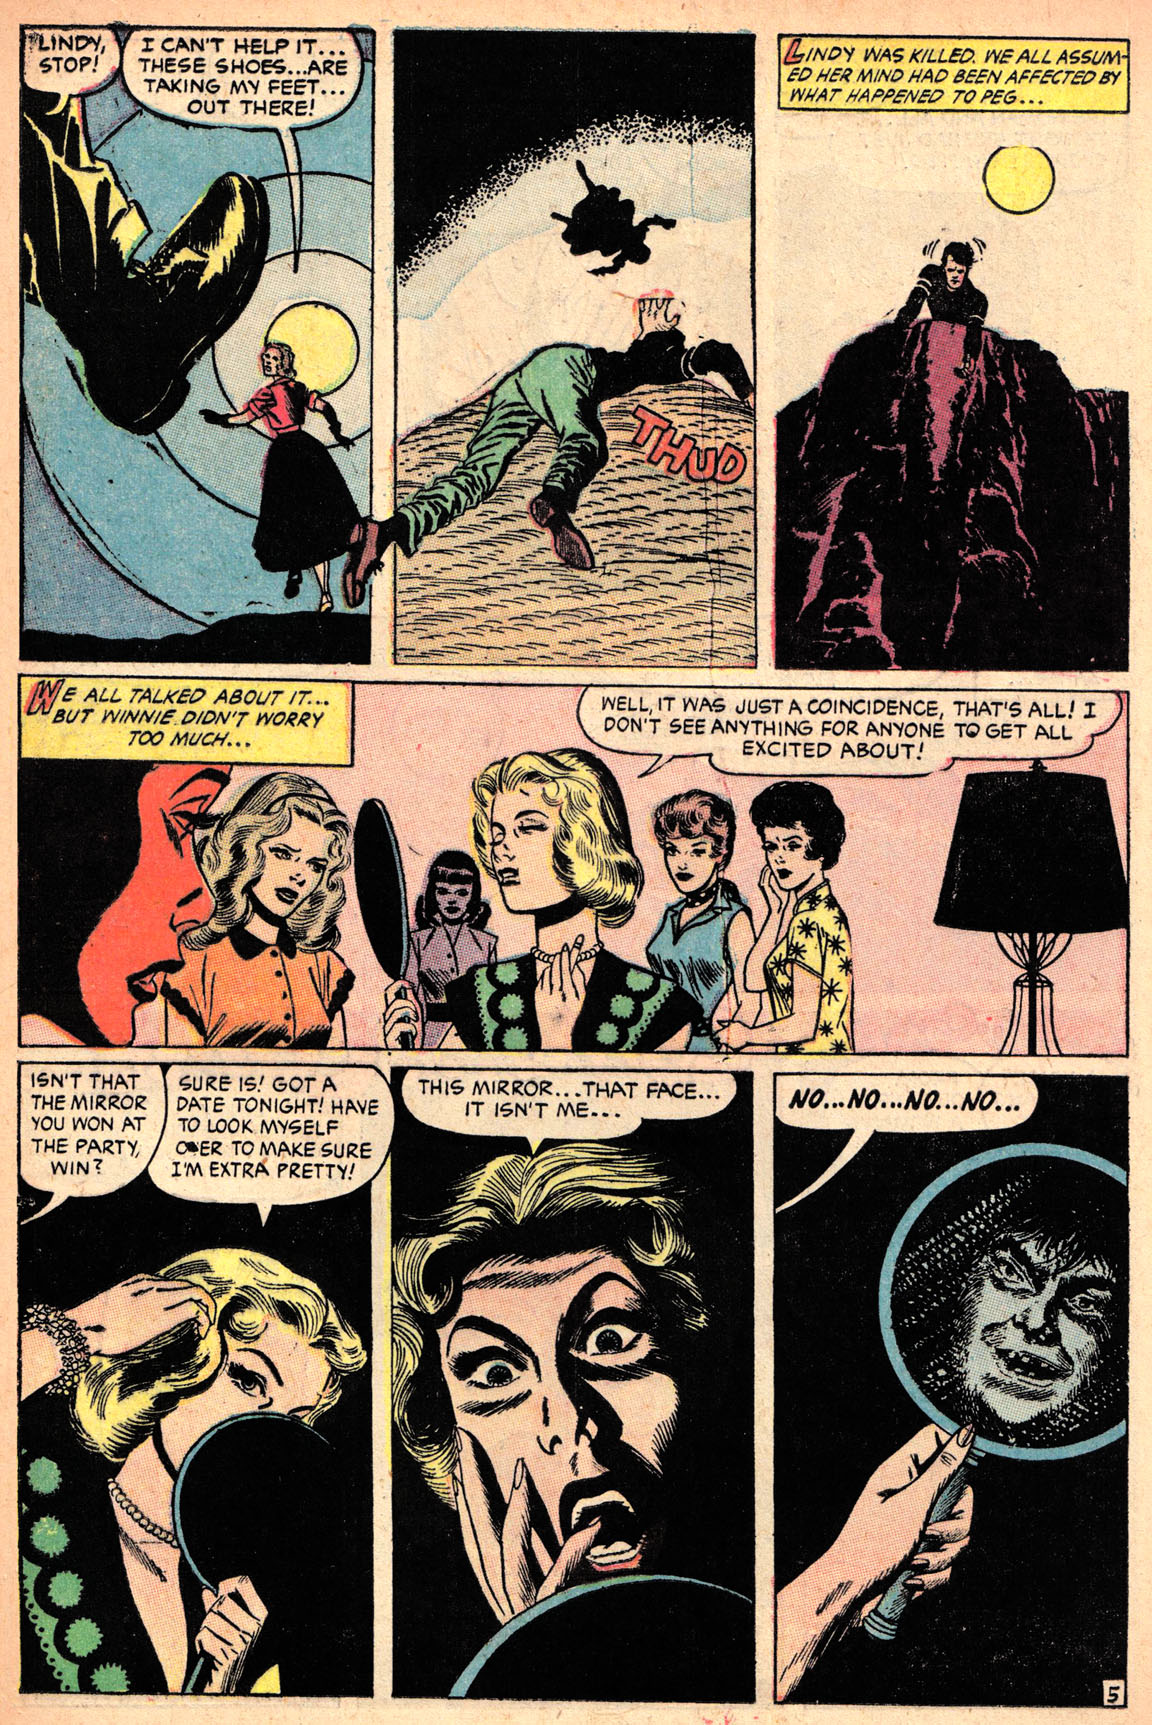 LINDY,
STOP!
I CAN'T HELP IT...
THESE SHOES...ARE
TAKING MY FEET...
OUT THERE!
THUD
LINDY WAS KILLED. WE ALL ASSUM-
ED HER MIND HAD BEEN AFFECTED BY
WHAT HAPPENED TO PEG...
WE ALL TALKED ABOUT IT...
BUT WINNIE DIDN'T WORRY
TOO MUCH...
WELL, IT WAS JUST A COINCIDENCE, THAT'S ALL! I
DON'T SEE ANYTHING FOR ANYONE TO GET ALL
EXCITED ABOUT!
ISN'T THAT
THE MIRROR
YOU WON AT
THE PARTY,
WIN?
SURE IS! GOT A
DATE TONIGHT! HAVE
TO LOOK MYSELF
OVER TO MAKE SURE
I'M EXTRA PRETTY!
THIS MIRROR...THAT FACE...
IT ISN'T ME...
NO...NO...NO...NO...
5